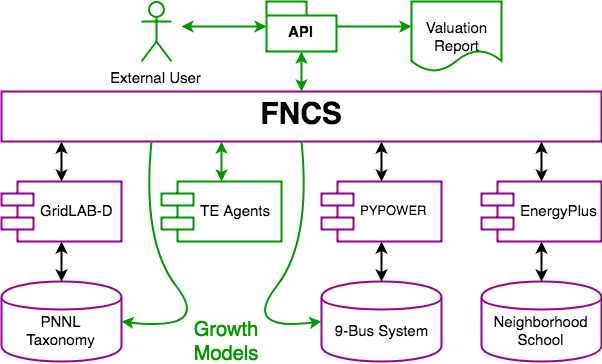 API
Valuation
Report
External User
FNCS
GridLAB-D
TE Agents
PYPOWER
EnergyPlus
PNNL
Taxonomy
Growth
Models
9-Bus System
Neighborhood
School